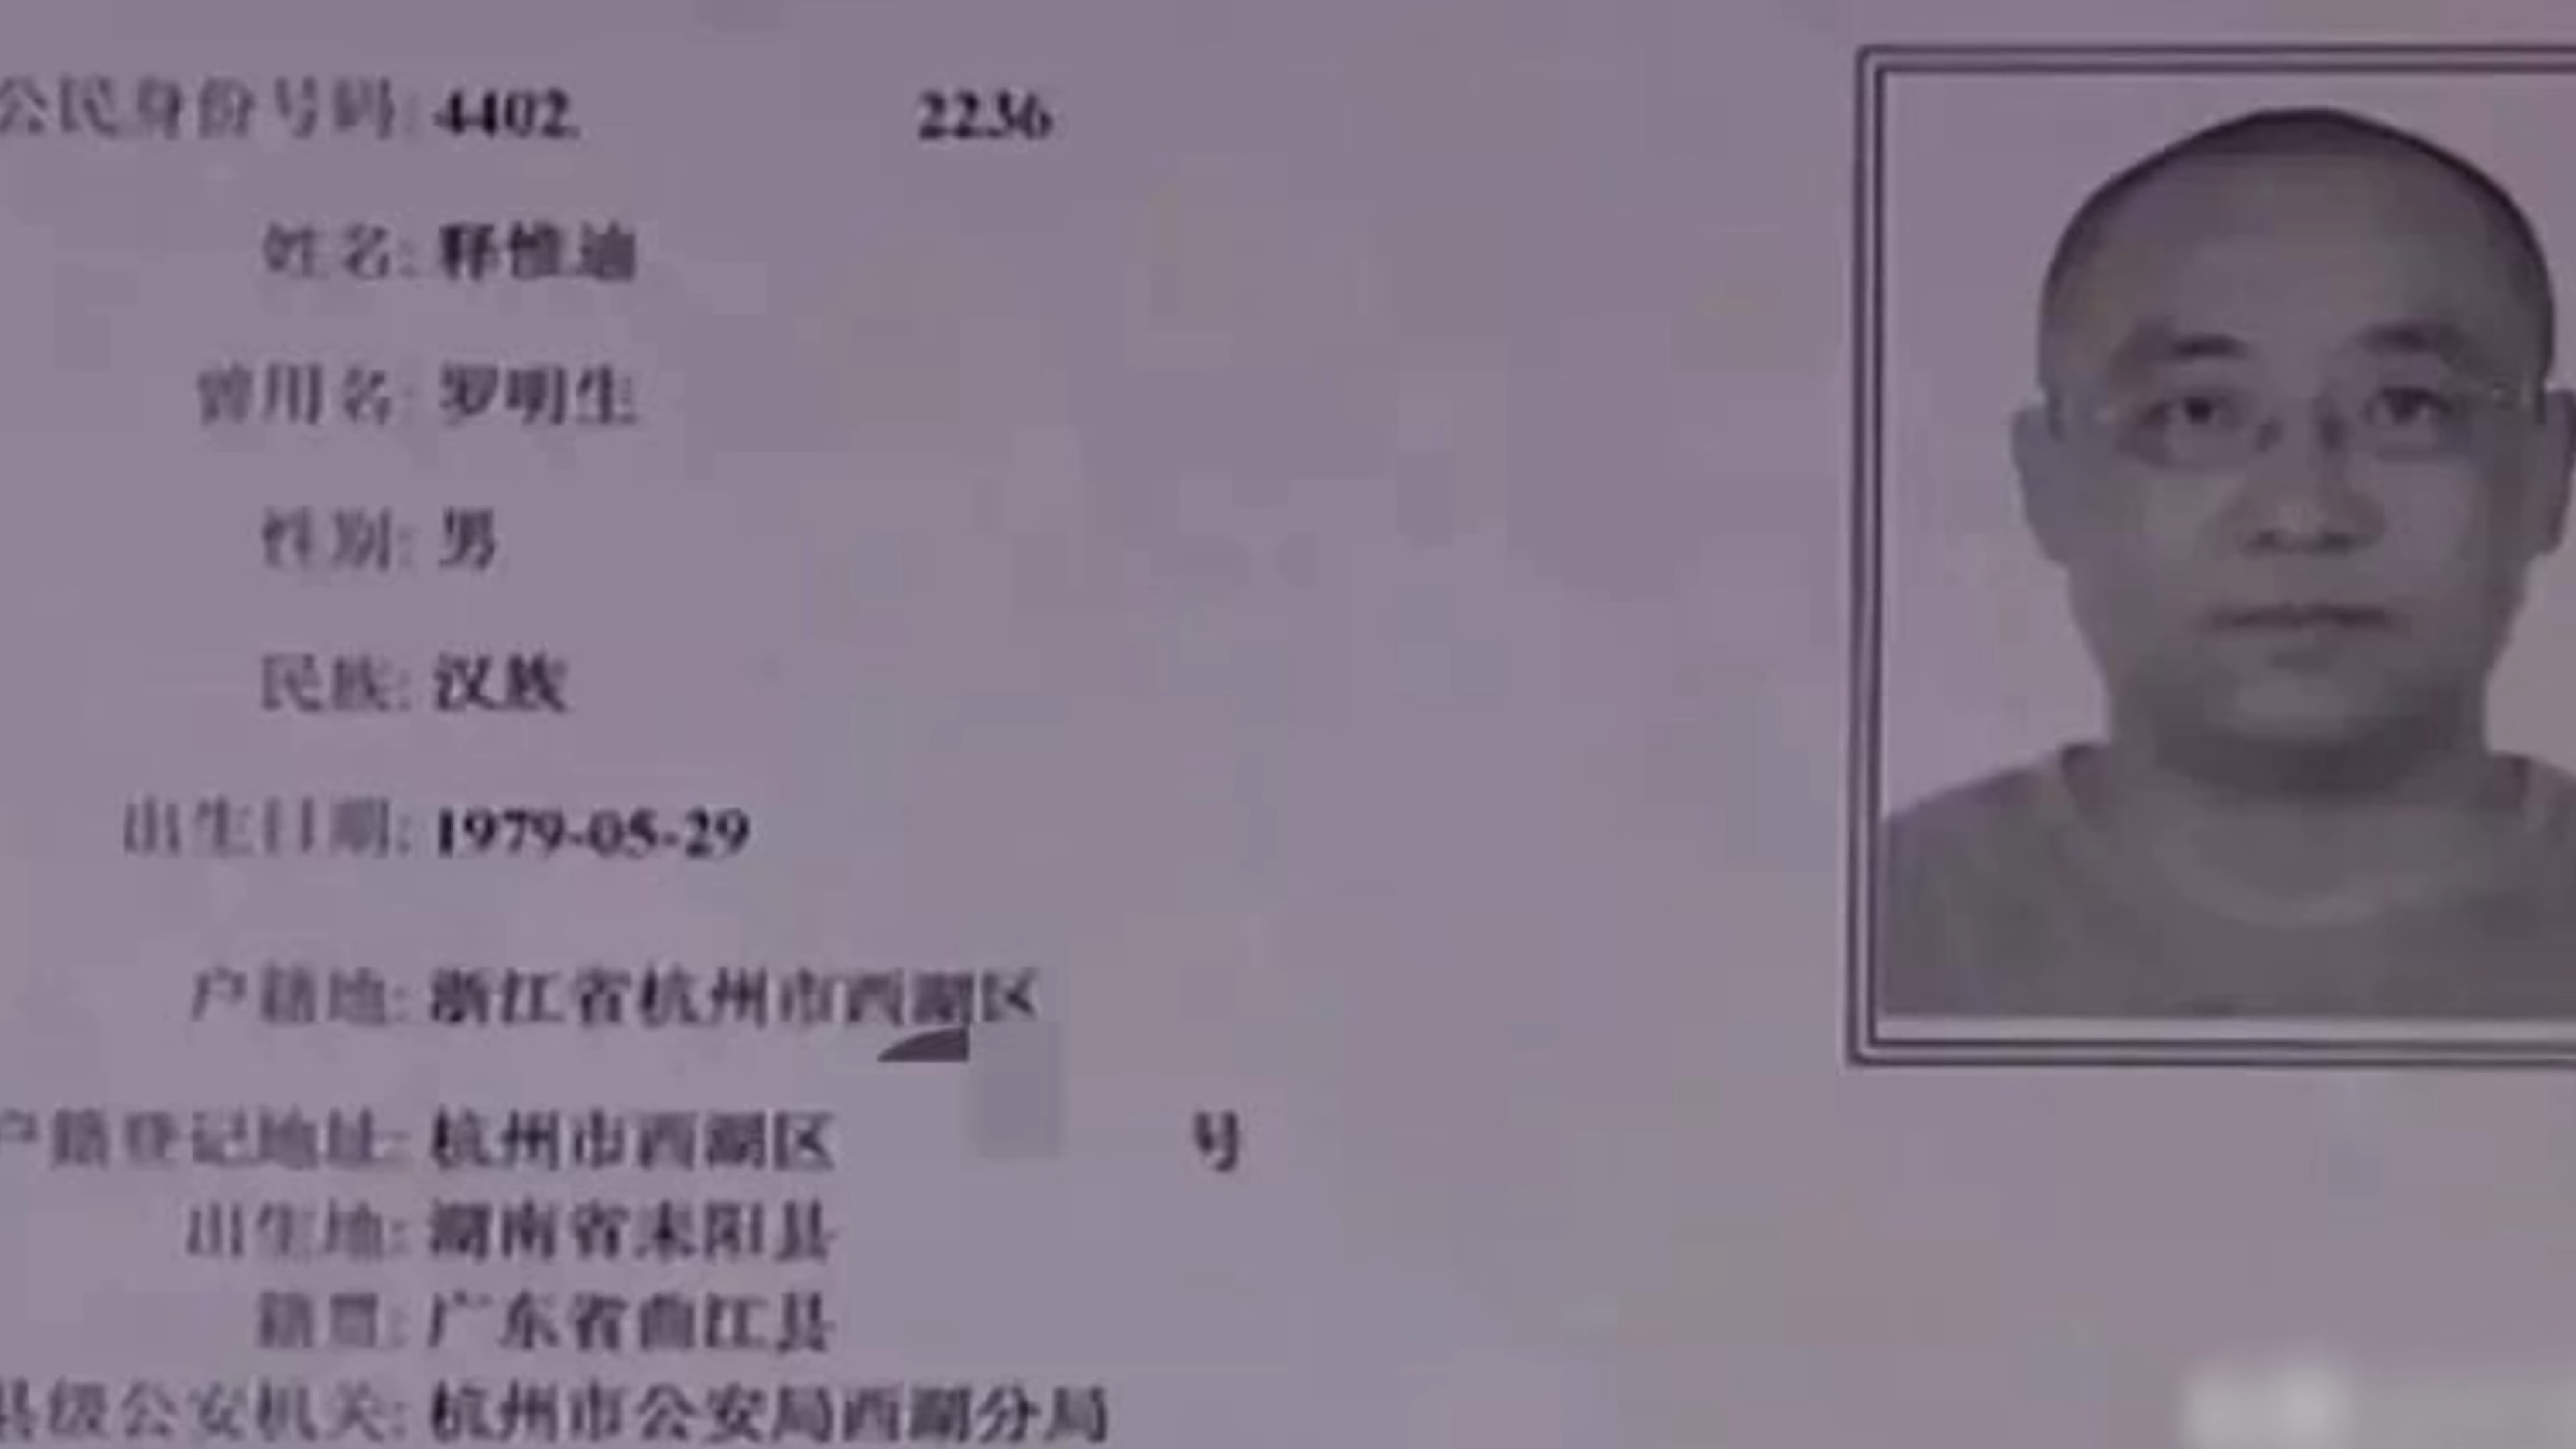 公民身份号码: 4402 2236
姓名: 释惟迪
曾用名: 罗明生
性别: 男
民族: 汉族
出生日期: 1979-05-29
户籍地: 浙江省杭州市西湖区
户籍登记地址: 杭州市西湖区 号
出生地: 湖南省耒阳县
籍贯: 广东省曲江县
县级公安机关: 杭州市公安局西湖分局